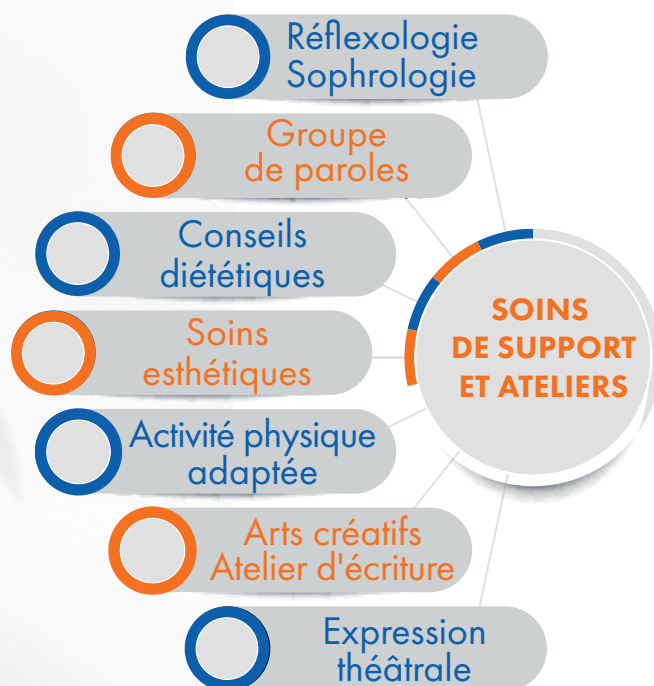 Réflexologie
Sophrologie
Groupe
de paroles
Conseils
diététiques
Soins
esthétiques
Activité physique
adaptée
Arts créatifs
Atelier d'écriture
Expression
théâtrale
SOINS
DE SUPPORT
ET ATELIERS